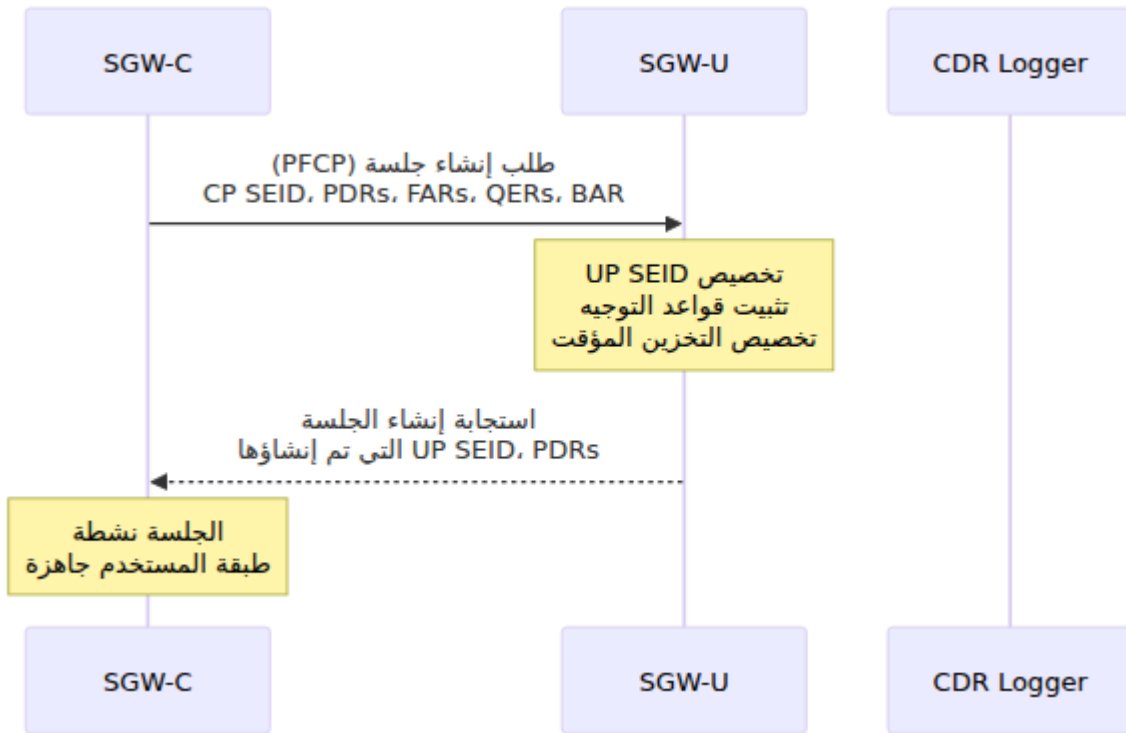 SGW-C
SGW-U
CDR Logger
طلب إنشاء جلسة (PFCP)
CP SEID، PDRs، FARs، QERs، BAR
تخصيص UP SEID
تثبيت قواعد التوجيه
تخصيص التخزين المؤقت
استجابة إنشاء الجلسة
UP SEID، PDRs التي تم إنشاؤها
الجلسة نشطة
طبقة المستخدم جاهزة
SGW-C
SGW-U
CDR Logger